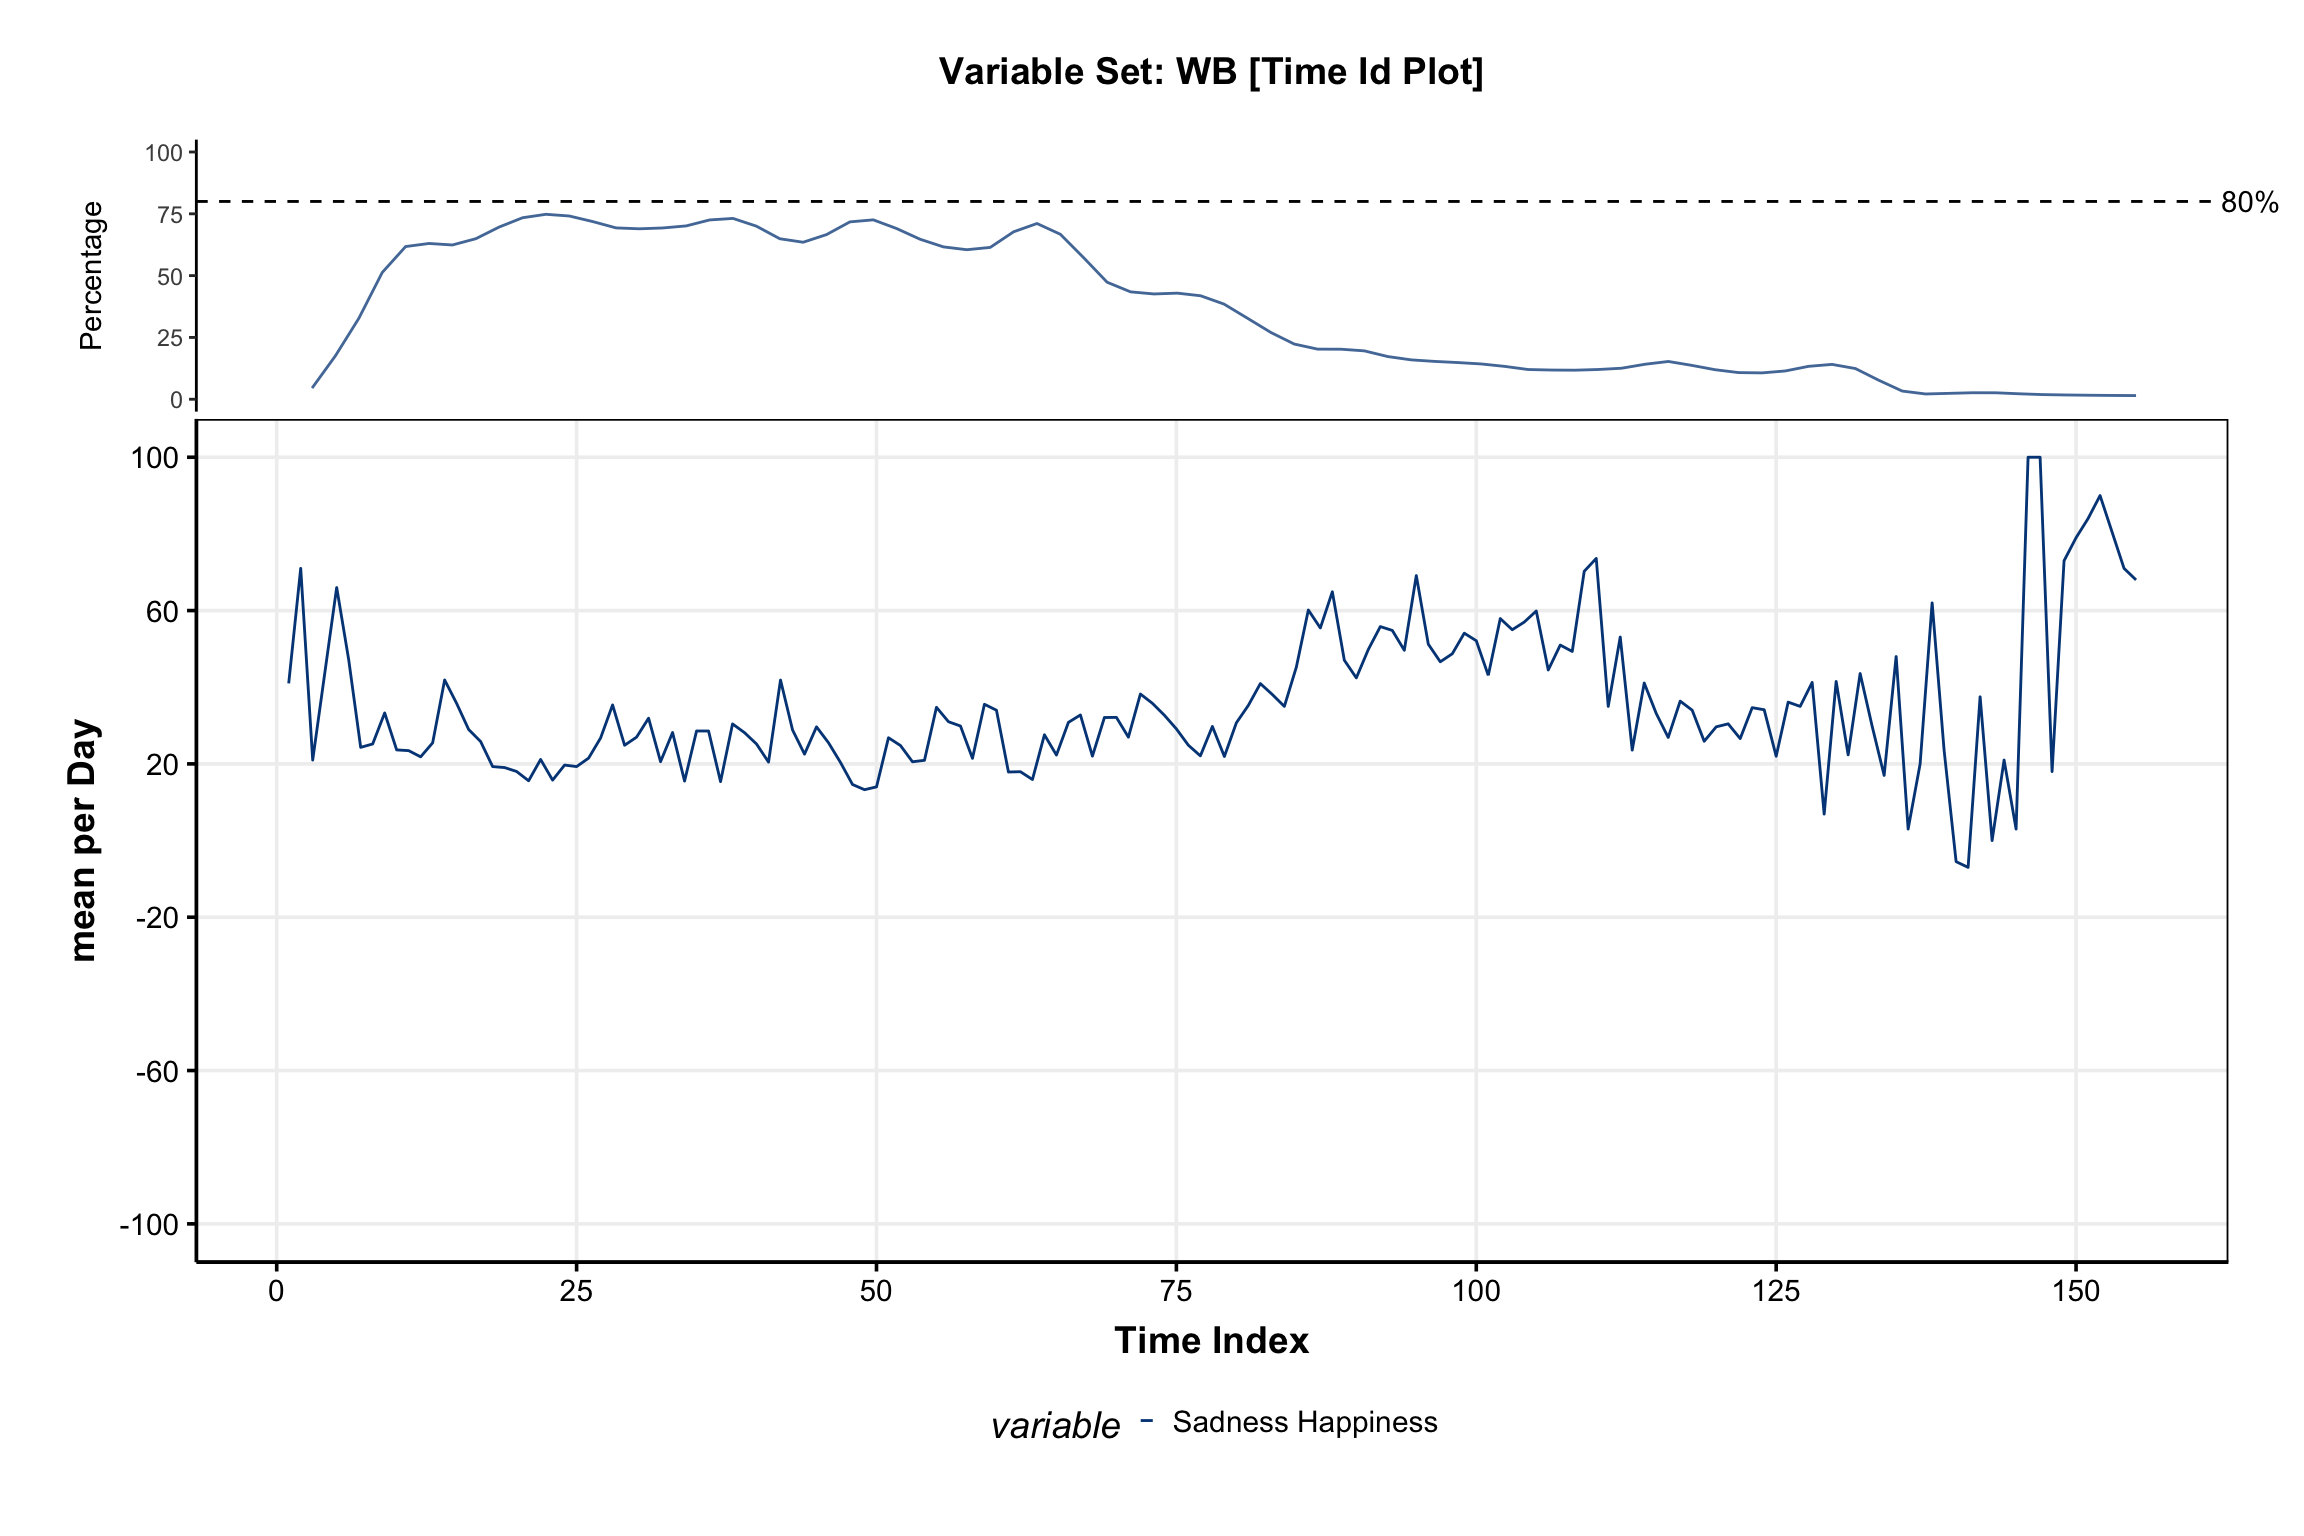 Variable Set: WB [Time Id Plot]
100
75
50
25
0
Percentage
80%
100
60
20
-20
-60
-100
mean per Day
0 25 50 75 100 125 150
Time Index
variable Sadness Happiness